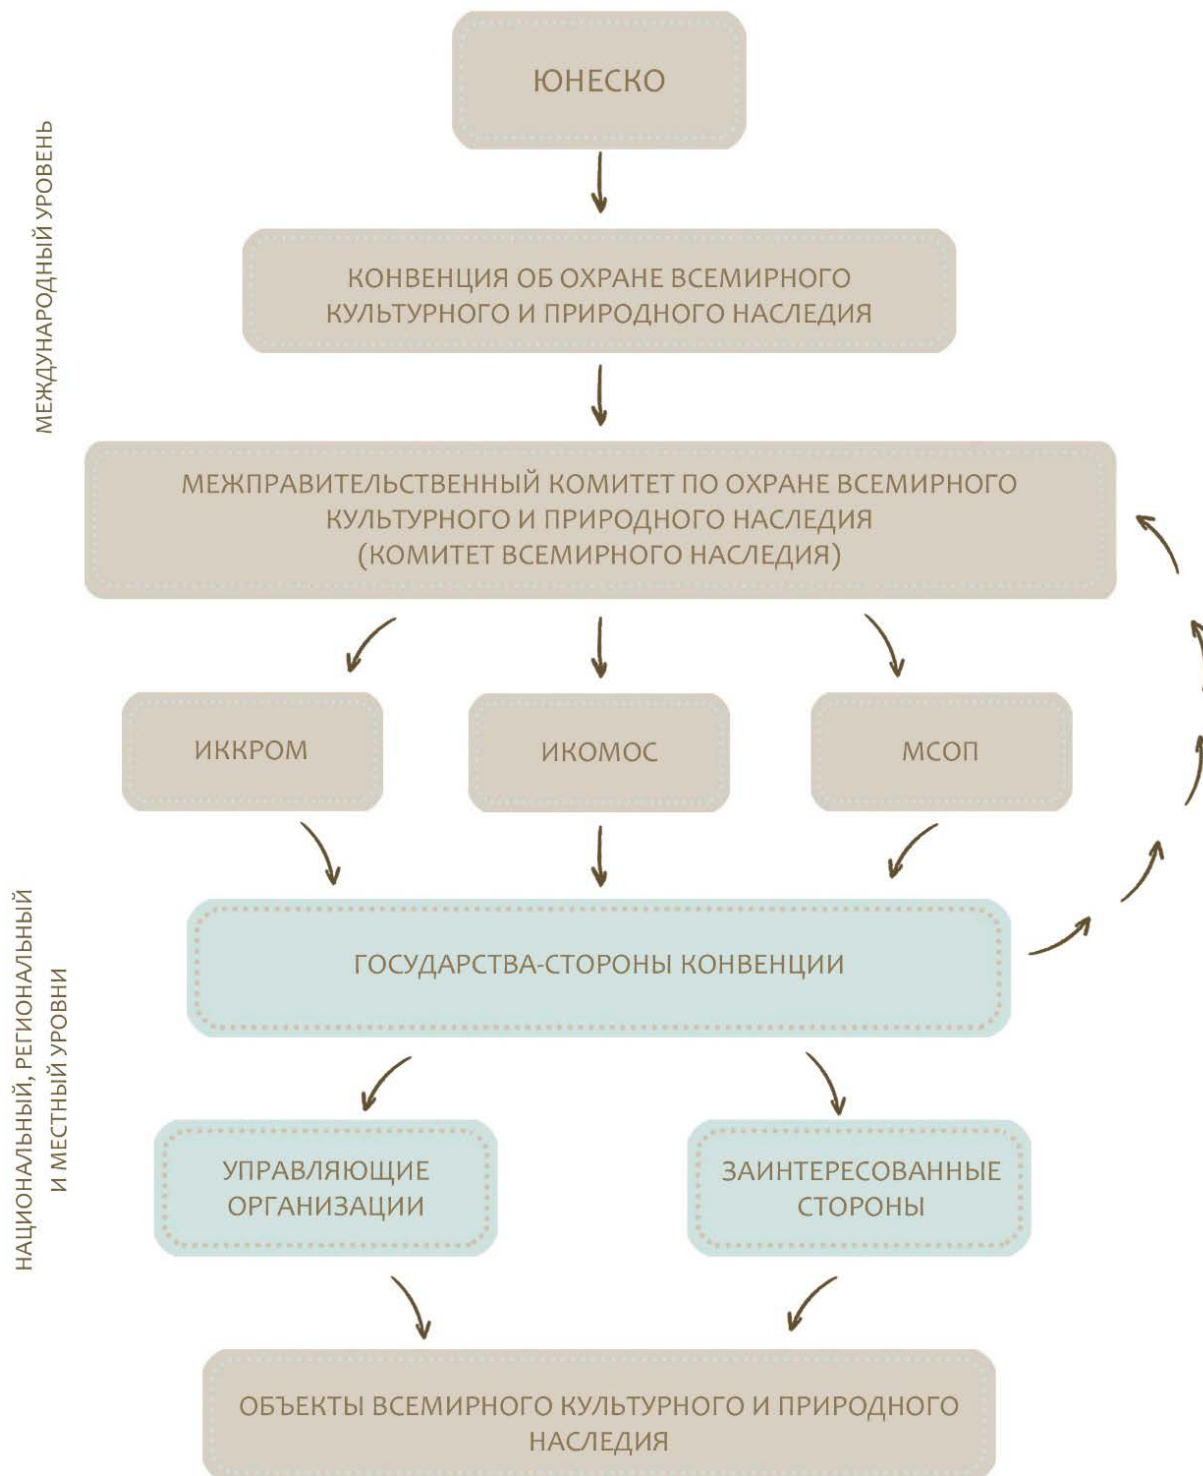 ЮНЕСКО
МЕЖДУНАРОДНЫЙ УРОВЕНЬ
КОНВЕНЦИЯ ОБ ОХРАНЕ ВСЕМИРНОГО
КУЛЬТУРНОГО И ПРИРОДНОГО НАСЛЕДИЯ
МЕЖПРАВИТЕЛЬСТВЕННЫЙ КОМИТЕТ ПО ОХРАНЕ ВСЕМИРНОГО
КУЛЬТУРНОГО И ПРИРОДНОГО НАСЛЕДИЯ
(КОМИТЕТ ВСЕМИРНОГО НАСЛЕДИЯ)
ИККРОМ
ИКОМОС
МСОП
НАЦИОНАЛЬНЫЙ, РЕГИОНАЛЬНЫЙ
И МЕСТНЫЙ УРОВНИ
ГОСУДАРСТВА-СТОРОНЫ КОНВЕНЦИИ
УПРАВЛЯЮЩИЕ
ОРГАНИЗАЦИИ
ЗАИНТЕРЕСОВАННЫЕ
СТОРОНЫ
ОБЪЕКТЫ ВСЕМИРНОГО КУЛЬТУРНОГО И ПРИРОДНОГО
НАСЛЕДИЯ